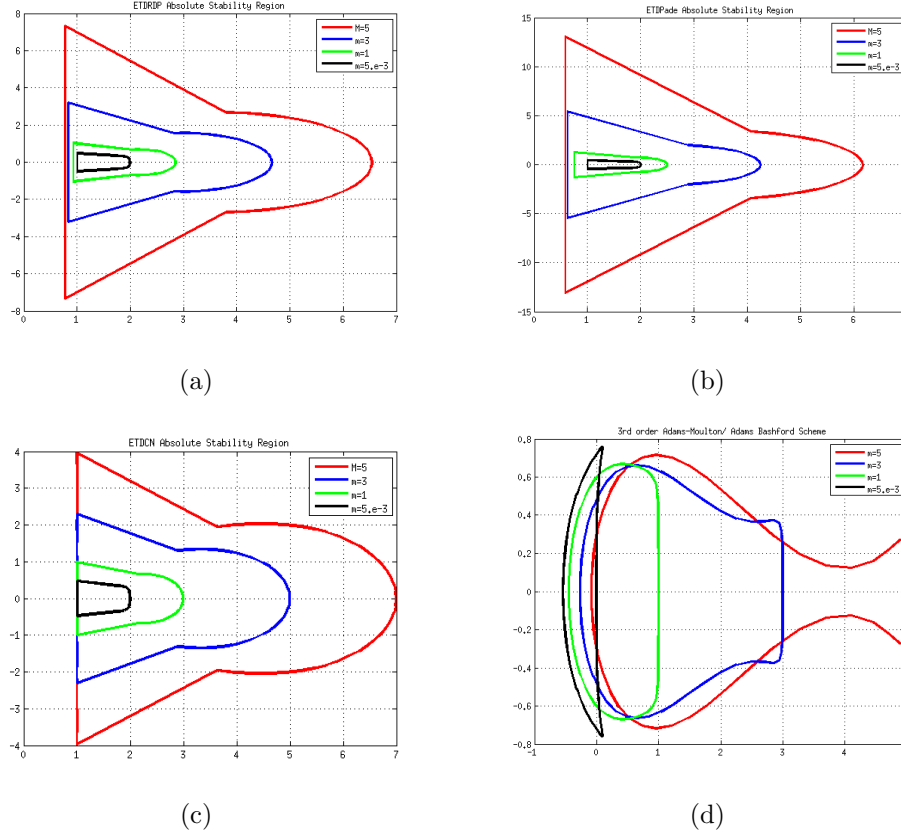 ETDRDP Absolute Stability Region
M=5
m=3
m=1
m=5.e-3
8
6
4
2
0
-2
-4
-6
-8
0 1 2 3 4 5 6 7
(a)
ETDPade Absolute Stability Region
M=5
m=3
m=1
m=5.e-3
15
10
5
0
-5
-10
-15
0 1 2 3 4 5 6
(b)
ETDCN Absolute Stability Region
M=5
m=3
m=1
m=5.e-3
4
3
2
1
0
-1
-2
-3
-4
0 1 2 3 4 5 6 7
(c)
3rd order Adams-Moulton/ Adams Bashford Scheme
m=5
m=3
m=1
m=5.e-3
0.8
0.6
0.4
0.2
0
-0.2
-0.4
-0.6
-0.8
-1 0 1 2 3 4
(d)